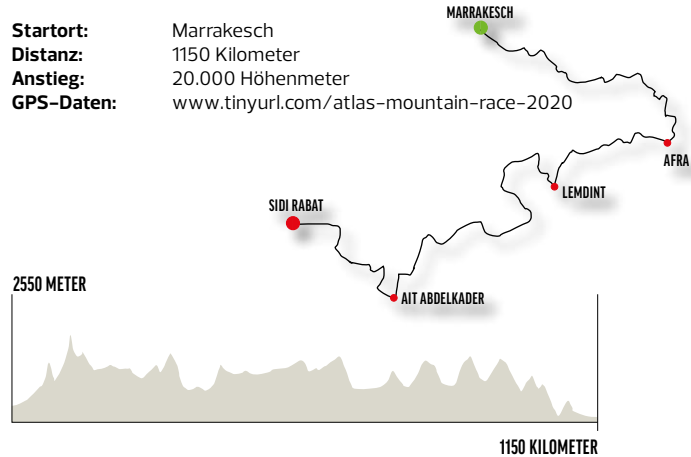 Startort: Marrakesch
Distanz: 1150 Kilometer
Anstieg: 20.000 Höhenmeter
GPS-Daten: www.tinyurl.com/atlas-mountain-race-2020
MARRAKESCH
AFRA
LEMDINT
SIDI RABAT
AIT ABDELKADER
2550 METER
1150 KILOMETER